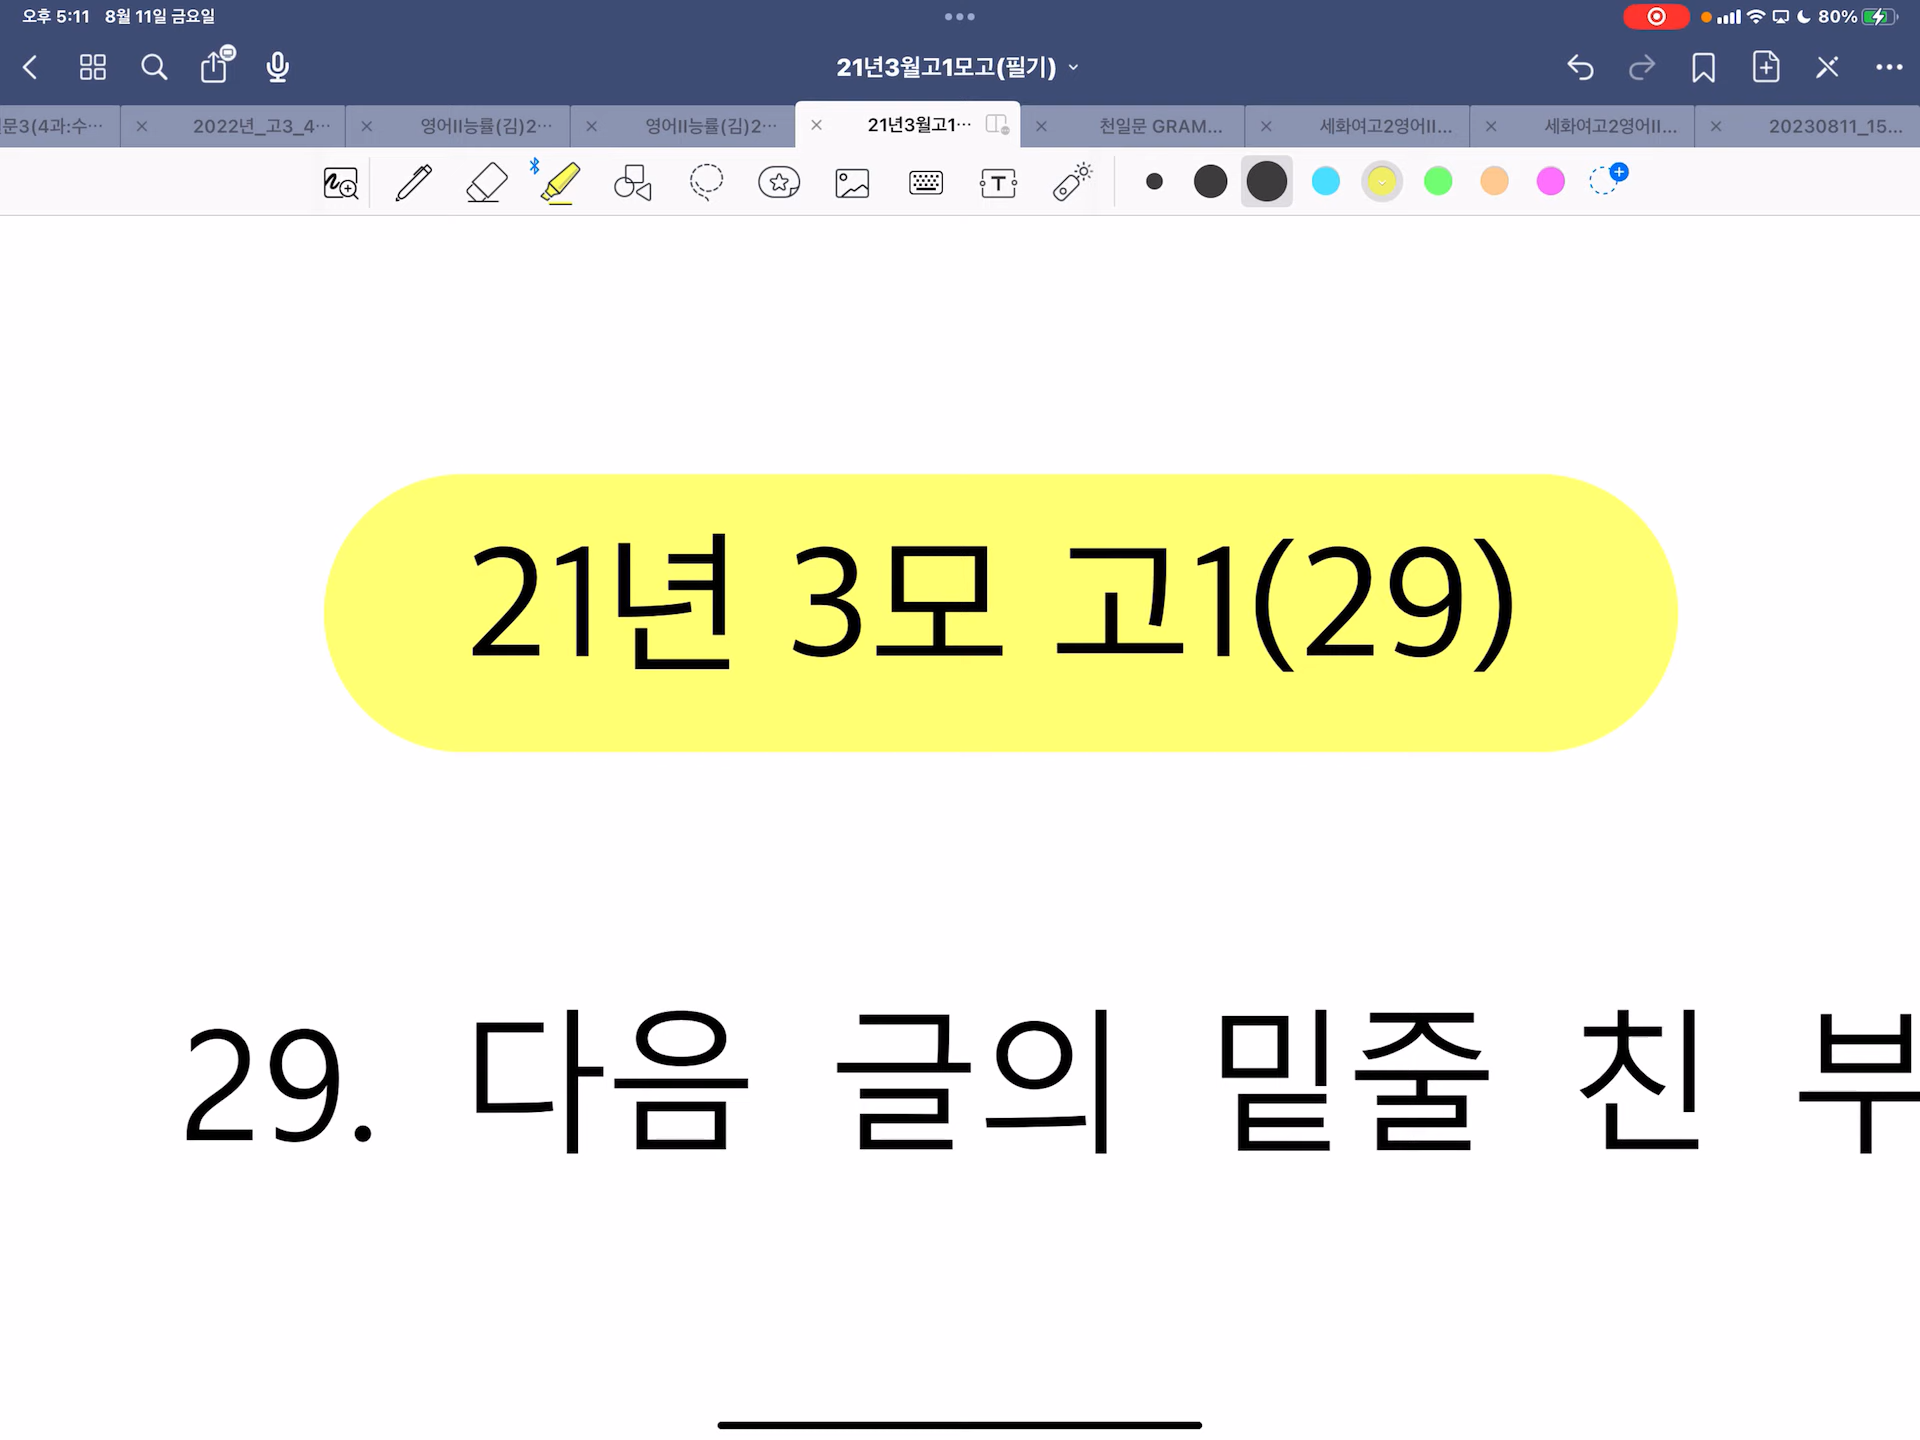 오후 5:11 8월 11일 금요일
80%
21년3월고1모고(필기)
문3(4과:수…
2022년_고3_4…
영어II능률(김)2…
영어II능률(김)2…
21년3월고1…
천일문 GRAM...
세화여고2영어II...
세화여고2영어II...
20230811_15...
T
21년 3모 고1(29)
29. 다음 글의 밑줄 친 부